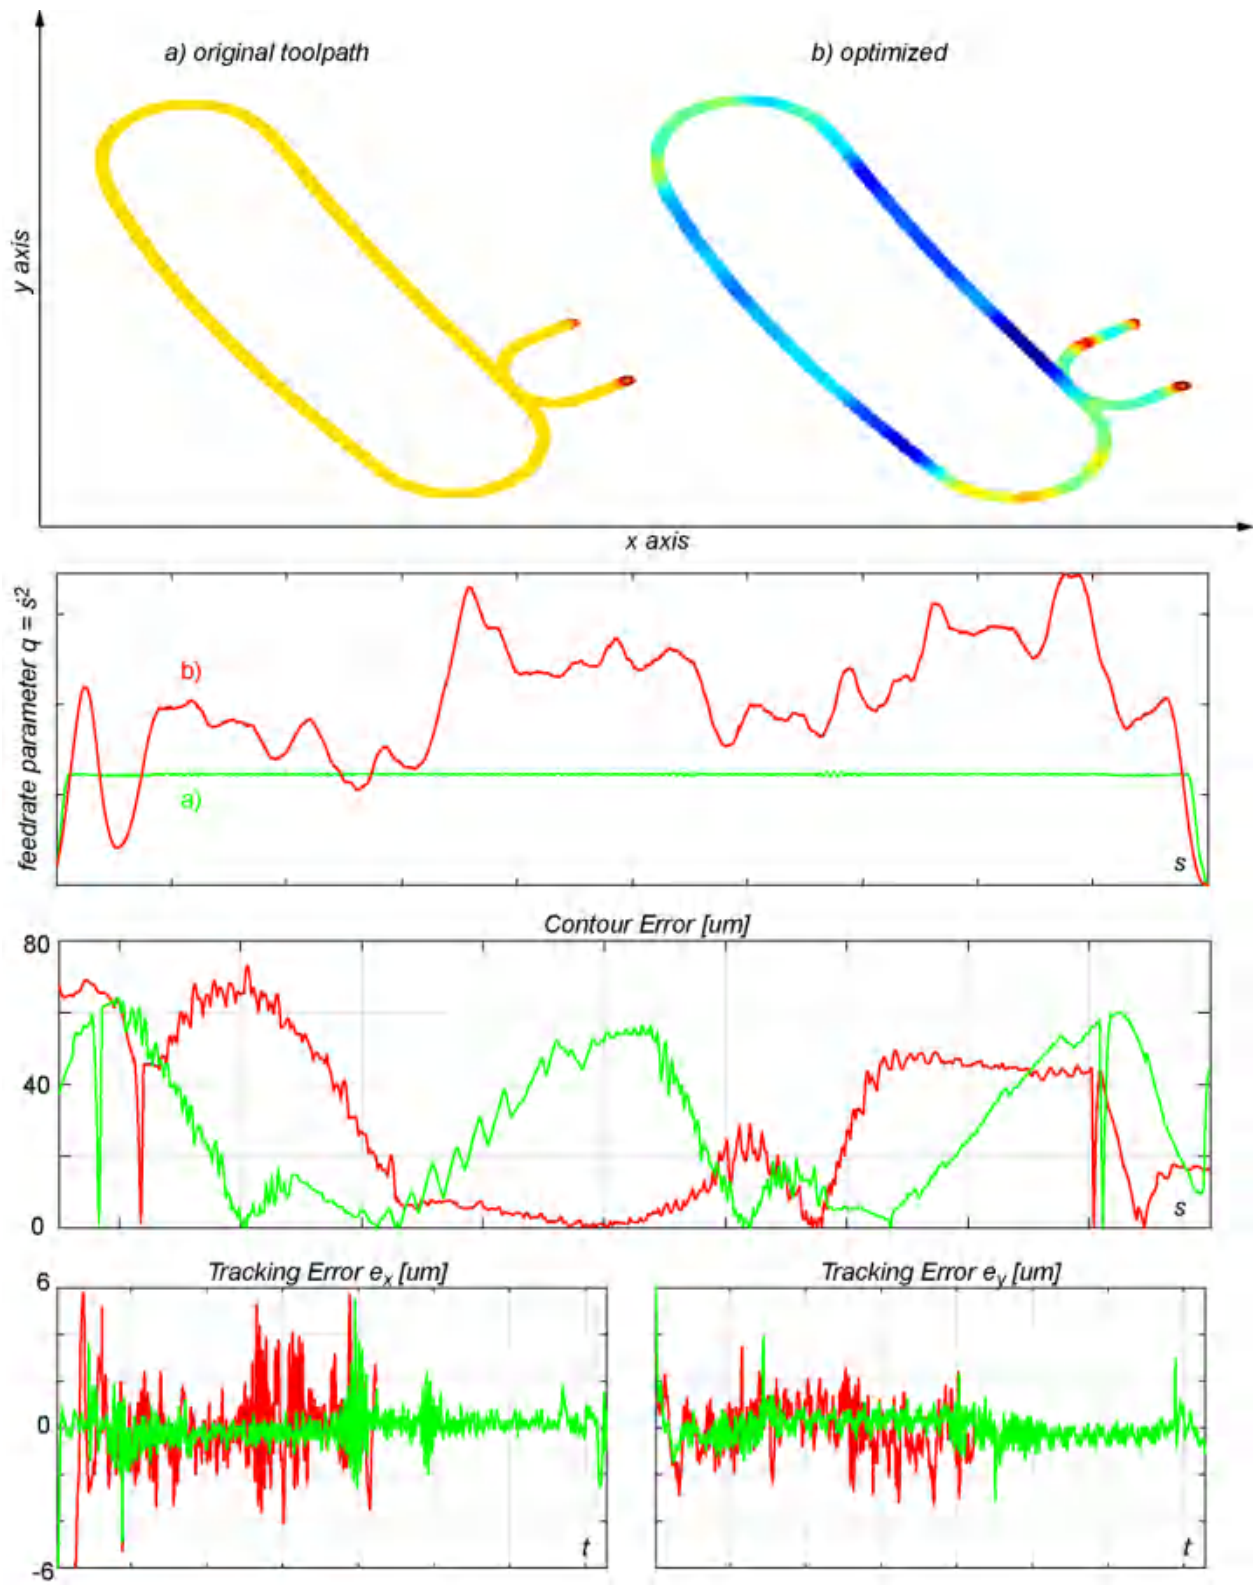 a) original toolpath
b) optimized
y axis
x axis
feedrate parameter q = ṡ²
b)
a)
s
Contour Error [um]
80
40
0
s
Tracking Error eₓ [um]
Tracking Error e_y [um]
6
0
-6
t
t